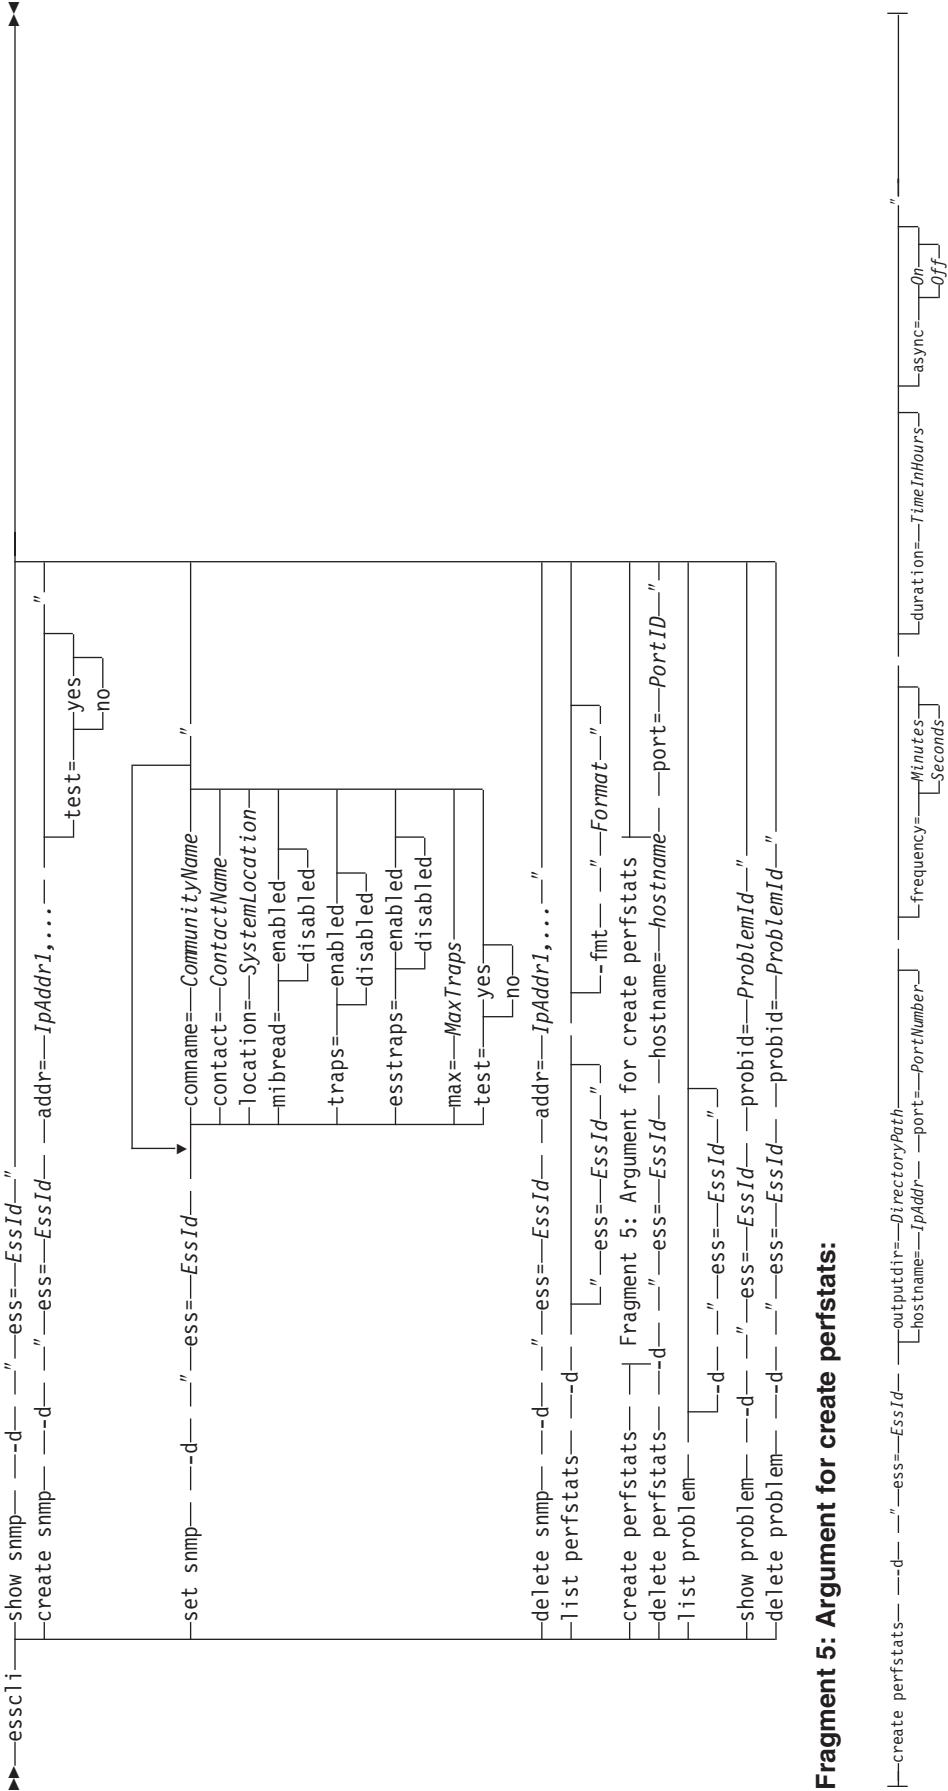 esscli show snmp -d " ess= EssId "
create snmp -d " ess= EssId addr= IpAddr1,... test= yes "
no
set snmp -d " ess= EssId comname= CommunityName "
contact= ContactName
location= SystemLocation
mibread= enabled
disabled
traps= enabled
disabled
esstraps= enabled
disabled
max= MaxTraps
test= yes
no
delete snmp -d " ess= EssId addr= IpAddr1,... "
list perfstats -d
" ess= EssId " -fmt " Format "
create perfstats Fragment 5: Argument for create perfstats
delete perfstats -d " ess= EssId hostname= hostname port= PortID "
list problem
-d " ess= EssId "
show problem -d " ess= EssId probid= ProblemId "
delete problem -d " ess= EssId probid= ProblemId "
Fragment 5: Argument for create perfstats:
create perfstats -d " ess= EssId outputdir= DirectoryPath "
hostname= IpAddr port= PortNumber frequency= Minutes duration= TimeInHours async= On
Seconds Off